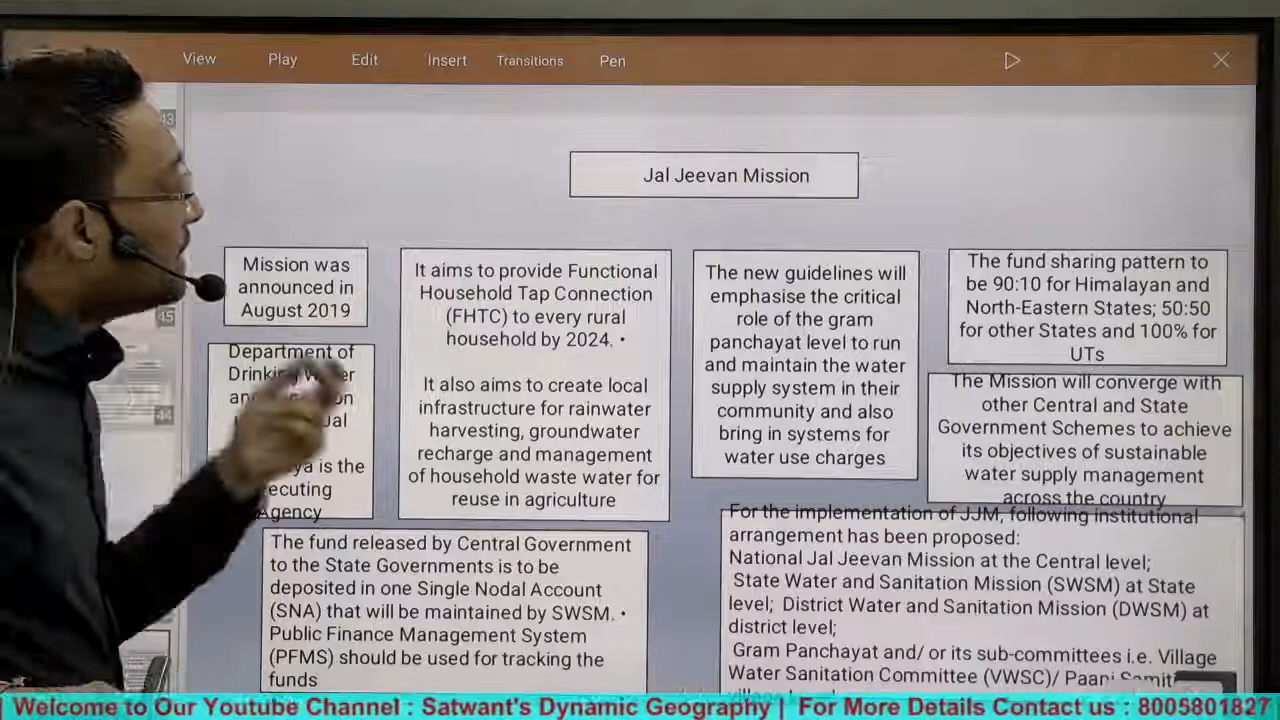 View Play Edit Insert Transitions Pen
43
45
44
Jal Jeevan Mission
Mission was
announced in
August 2019
Department of
Drinking
is the
Agency
It aims to provide Functional
Household Tap Connection
(FHTC) to every rural
household by 2024. •
It also aims to create local
infrastructure for rainwater
harvesting, groundwater
recharge and management
of household waste water for
reuse in agriculture
The new guidelines will
emphasise the critical
role of the gram
panchayat level to run
and maintain the water
supply system in their
community and also
bring in systems for
water use charges
The fund sharing pattern to
be 90:10 for Himalayan and
North-Eastern States; 50:50
for other States and 100% for
UTs
The Mission will converge with
other Central and State
Government Schemes to achieve
its objectives of sustainable
water supply management
across the country
The fund released by Central Government
to the State Governments is to be
deposited in one Single Nodal Account
(SNA) that will be maintained by SWSM. •
Public Finance Management System
(PFMS) should be used for tracking the
funds
For the implementation of JJM, following institutional
arrangement has been proposed:
National Jal Jeevan Mission at the Central level;
State Water and Sanitation Mission (SWSM) at State
level; District Water and Sanitation Mission (DWSM) at
district level;
Gram Panchayat and/ or its sub-committees i.e. Village
Water Sanitation Committee (VWSC)/ Paani
| Welcome to Our Youtube Channel : Satwant's Dynamic Geography | For More Details Contact us : 8005801827